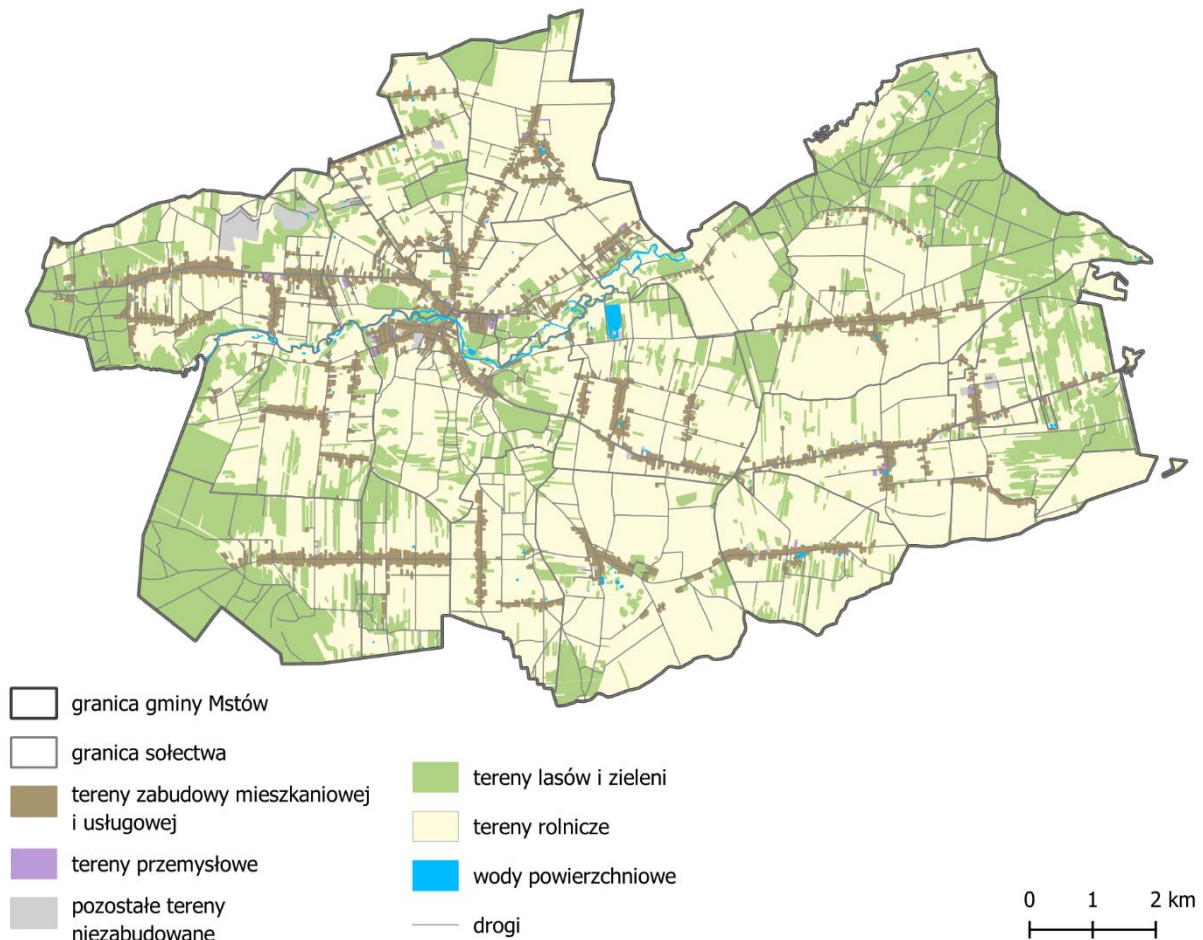 granica gminy Mstów
granica sołectwa
tereny zabudowy mieszkaniowej
i usługowej
tereny przemysłowe
pozostałe tereny
niezabudowane
tereny lasów i zieleni
tereny rolnicze
wody powierzchniowe
drogi
0 1 2 km